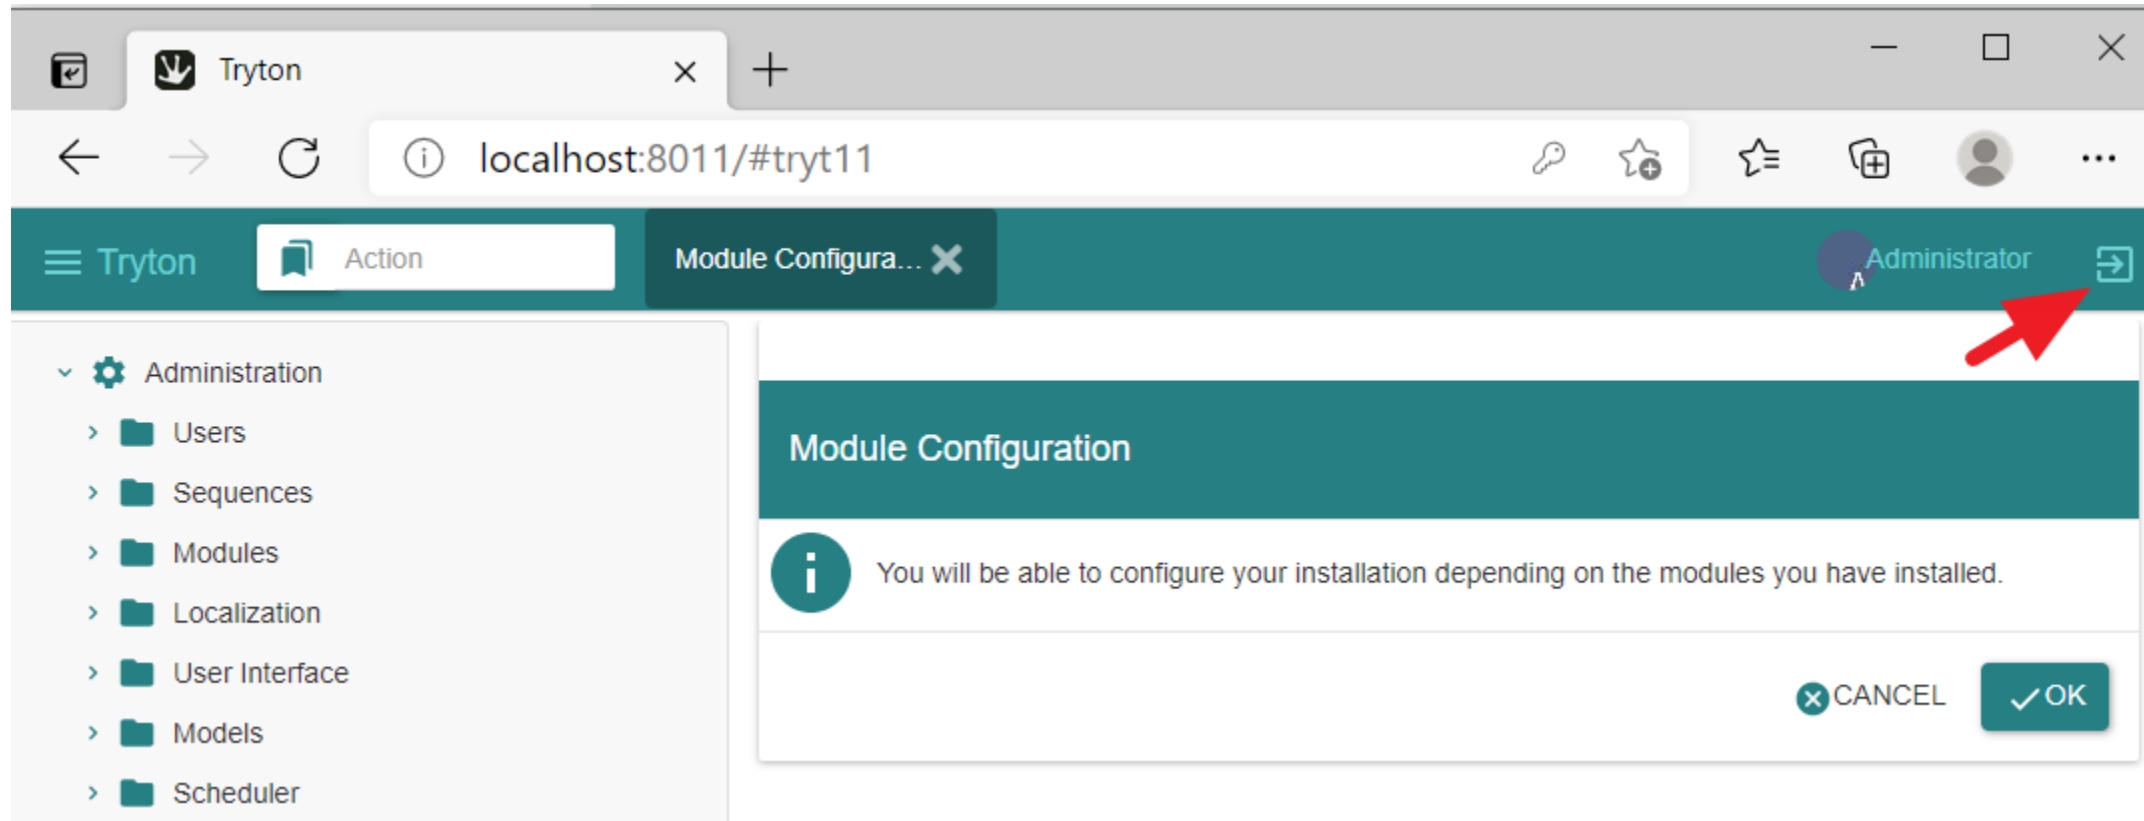 Tryton
localhost:8011/#tryt11
Tryton
Action
Module Configura...
Administrator
Administration
Users
Sequences
Modules
Localization
User Interface
Models
Scheduler
Module Configuration
You will be able to configure your installation depending on the modules you have installed.
CANCEL
OK